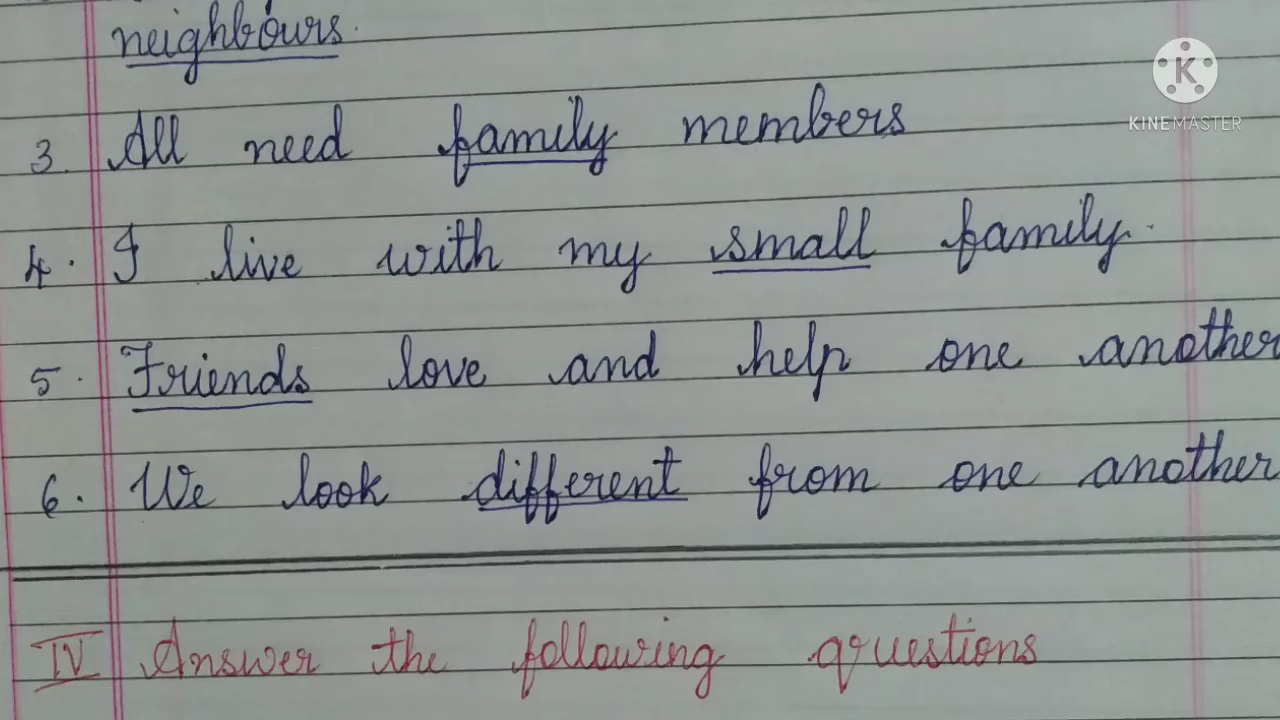 neighbours.
3. All need family members
4. I live with my small family.
5. Friends love and help one another
6. We look different from one another
IV Answer the following questions
K
KINEMASTER